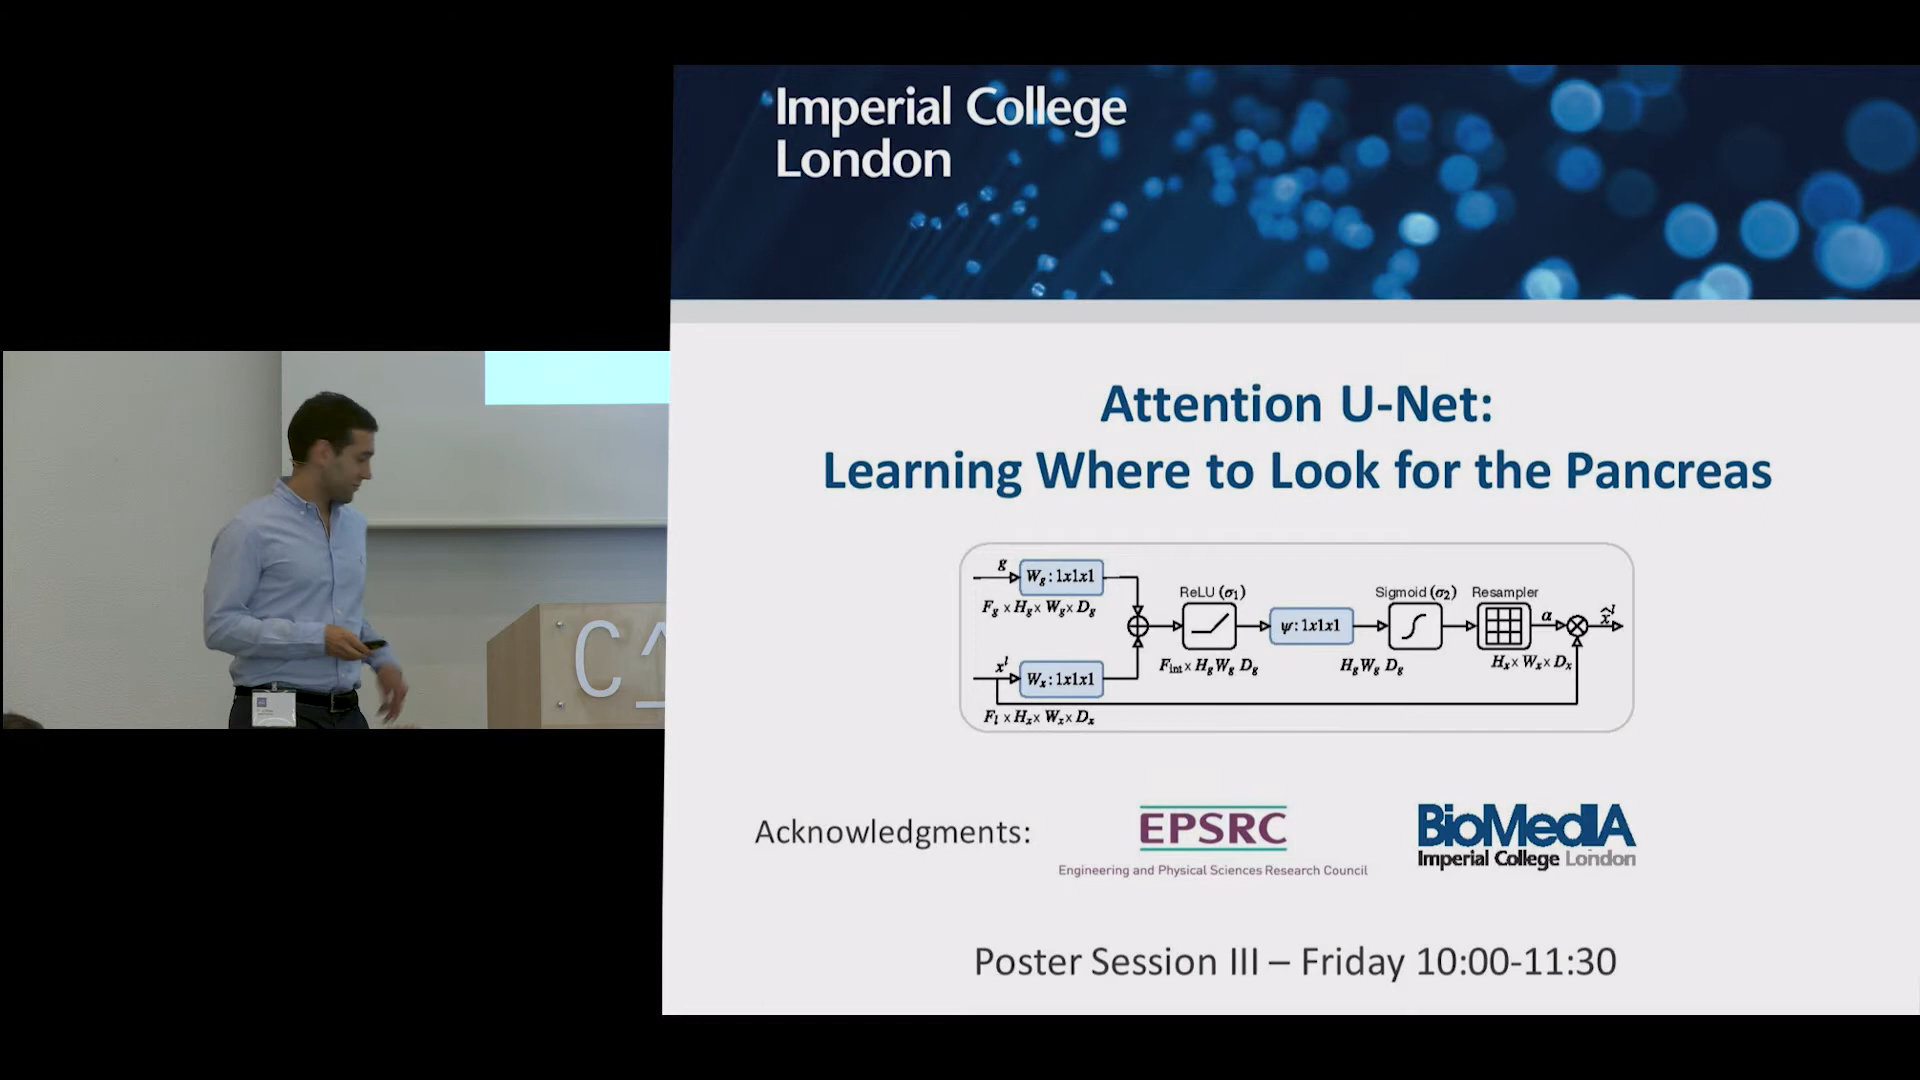 Imperial College
London
Attention U-Net:
Learning Where to Look for the Pancreas
g
W_g : 1x1x1
F_g × H_g × W_g × D_g
ReLU (σ₁)
Sigmoid (σ₂)
Resampler
ψ : 1x1x1
α
x̂^l
F_int × H_g W_g D_g
H_g W_g D_g
H_x × W_x × D_x
x^l
W_x : 1x1x1
F_l × H_x × W_x × D_x
Acknowledgments:
EPSRC
Engineering and Physical Sciences Research Council
BioMedIA
Imperial College London
Poster Session III – Friday 10:00-11:30